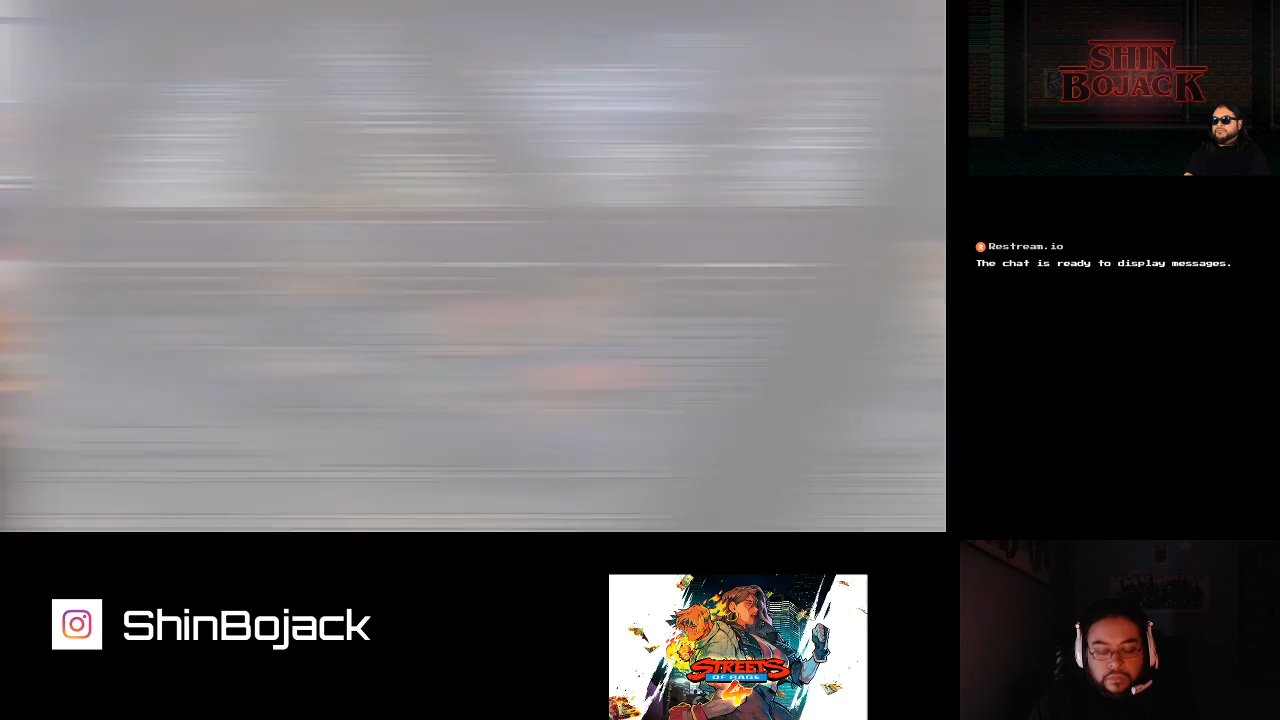 SHIN
BOJACK
Restream.io
The chat is ready to display messages.
ShinBojack
STREETS
OF RAGE
4